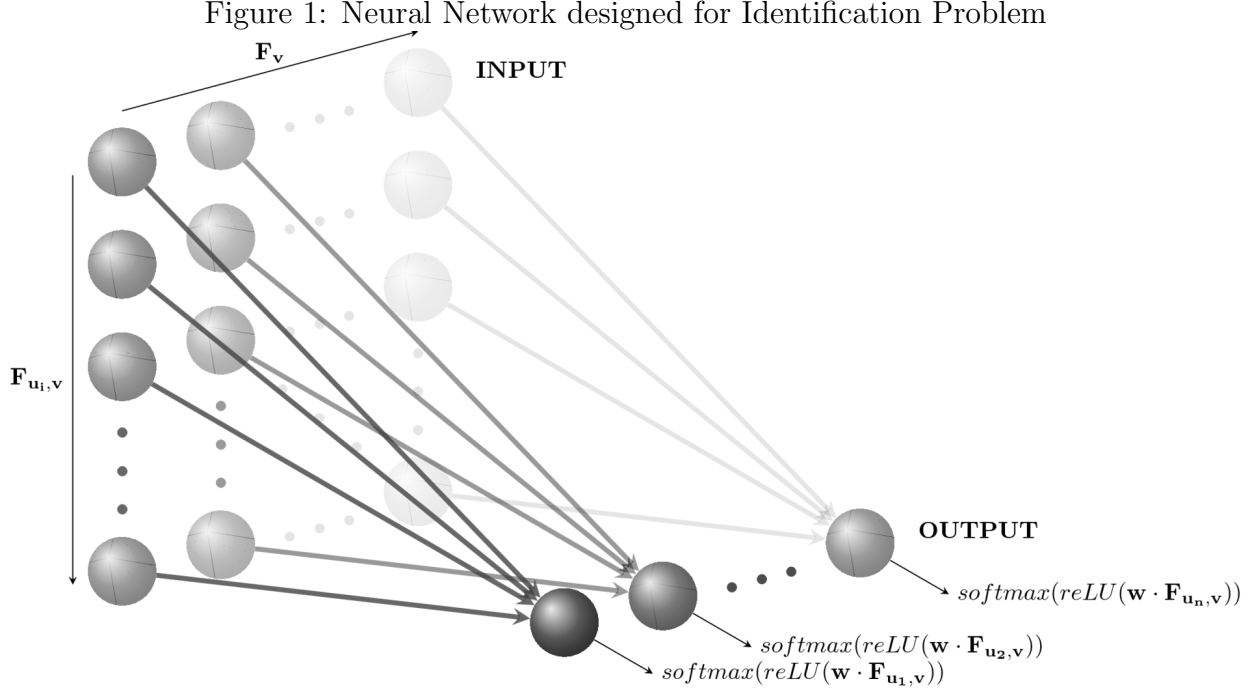 Figure 1: Neural Network designed for Identification Problem
F_v
INPUT
F_{u_i,v}
OUTPUT
softmax(reLU(w · F_{u_n,v}))
softmax(reLU(w · F_{u_2,v}))
softmax(reLU(w · F_{u_1,v}))